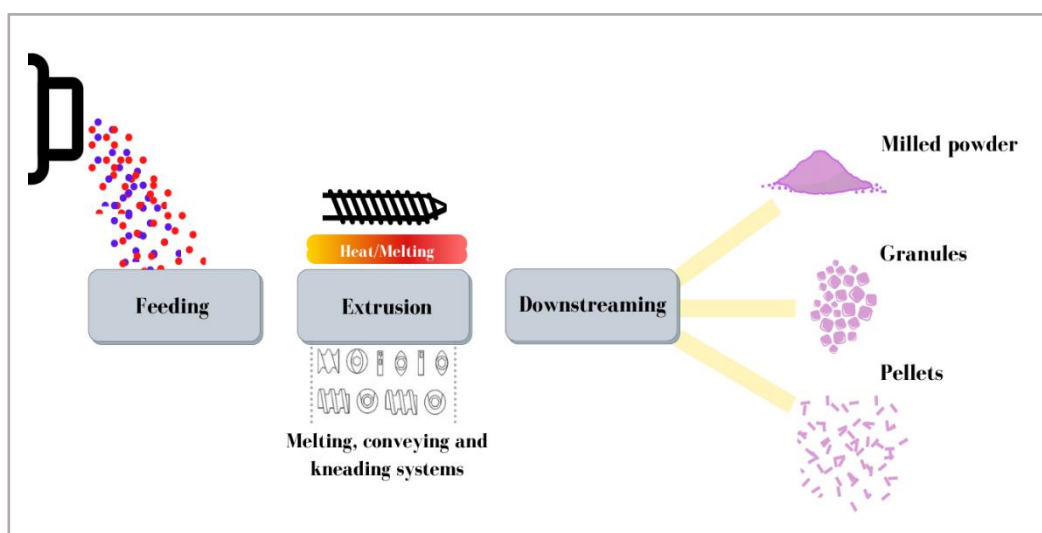 Feeding
Heat/Melting
Extrusion
Melting, conveying and
kneading systems
Downstreaming
Milled powder
Granules
Pellets